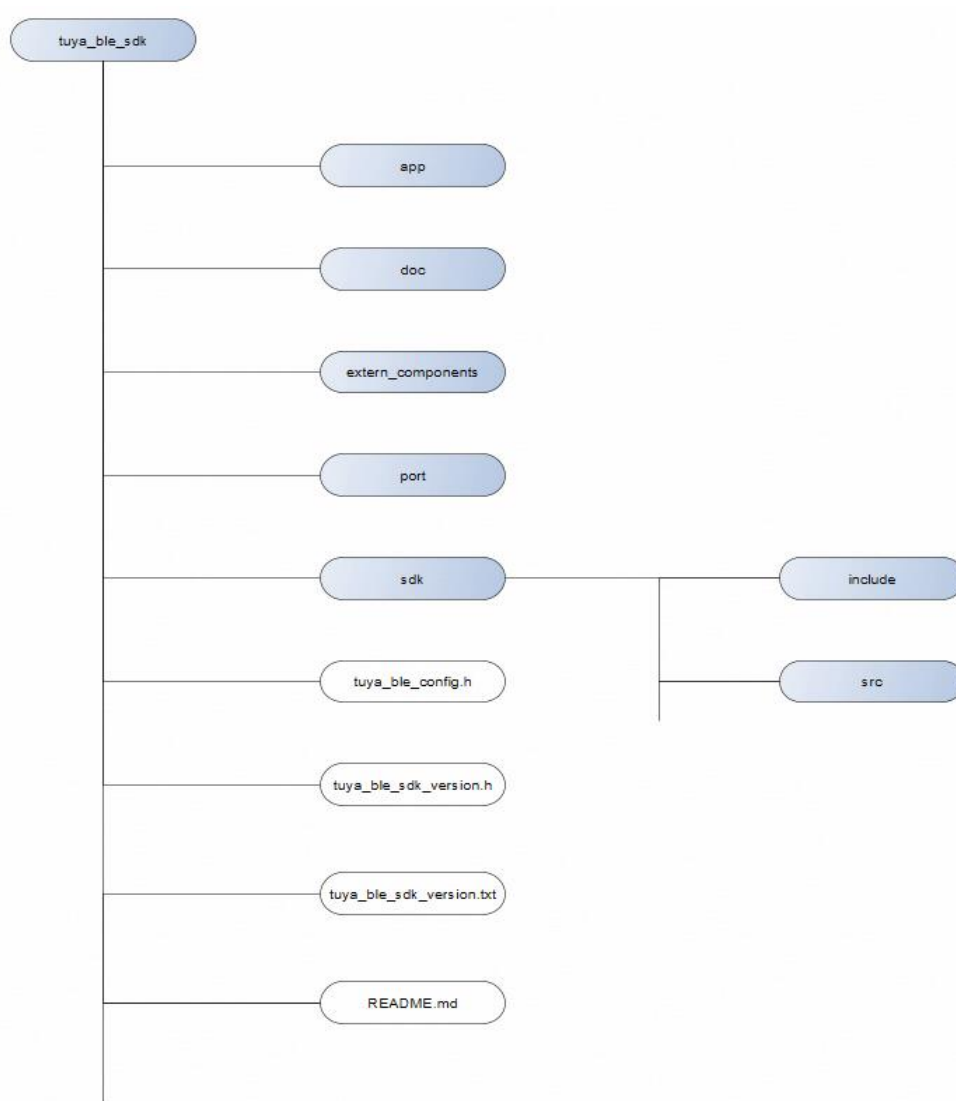 tuya_ble_sdk
app
doc
extern_components
port
sdk
include
tuya_ble_config.h
src
tuya_ble_sdk_version.h
tuya_ble_sdk_version.txt
README.md